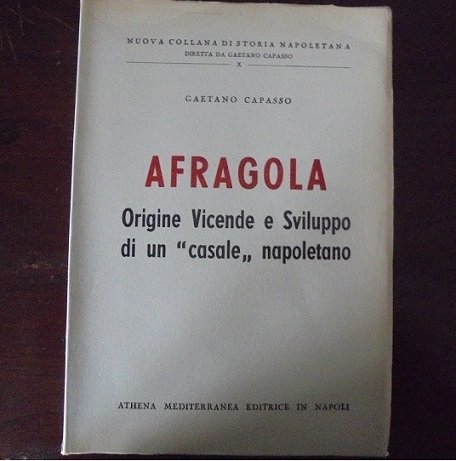 NUOVA COLLANA DI STORIA NAPOLETANA
DIRETTA DA GAETANO CAPASSO
X
GAETANO CAPASSO
AFRAGOLA
Origine Vicende e Sviluppo
di un “casale„ napoletano
ATHENA MEDITERRANEA EDITRICE IN NAPOLI